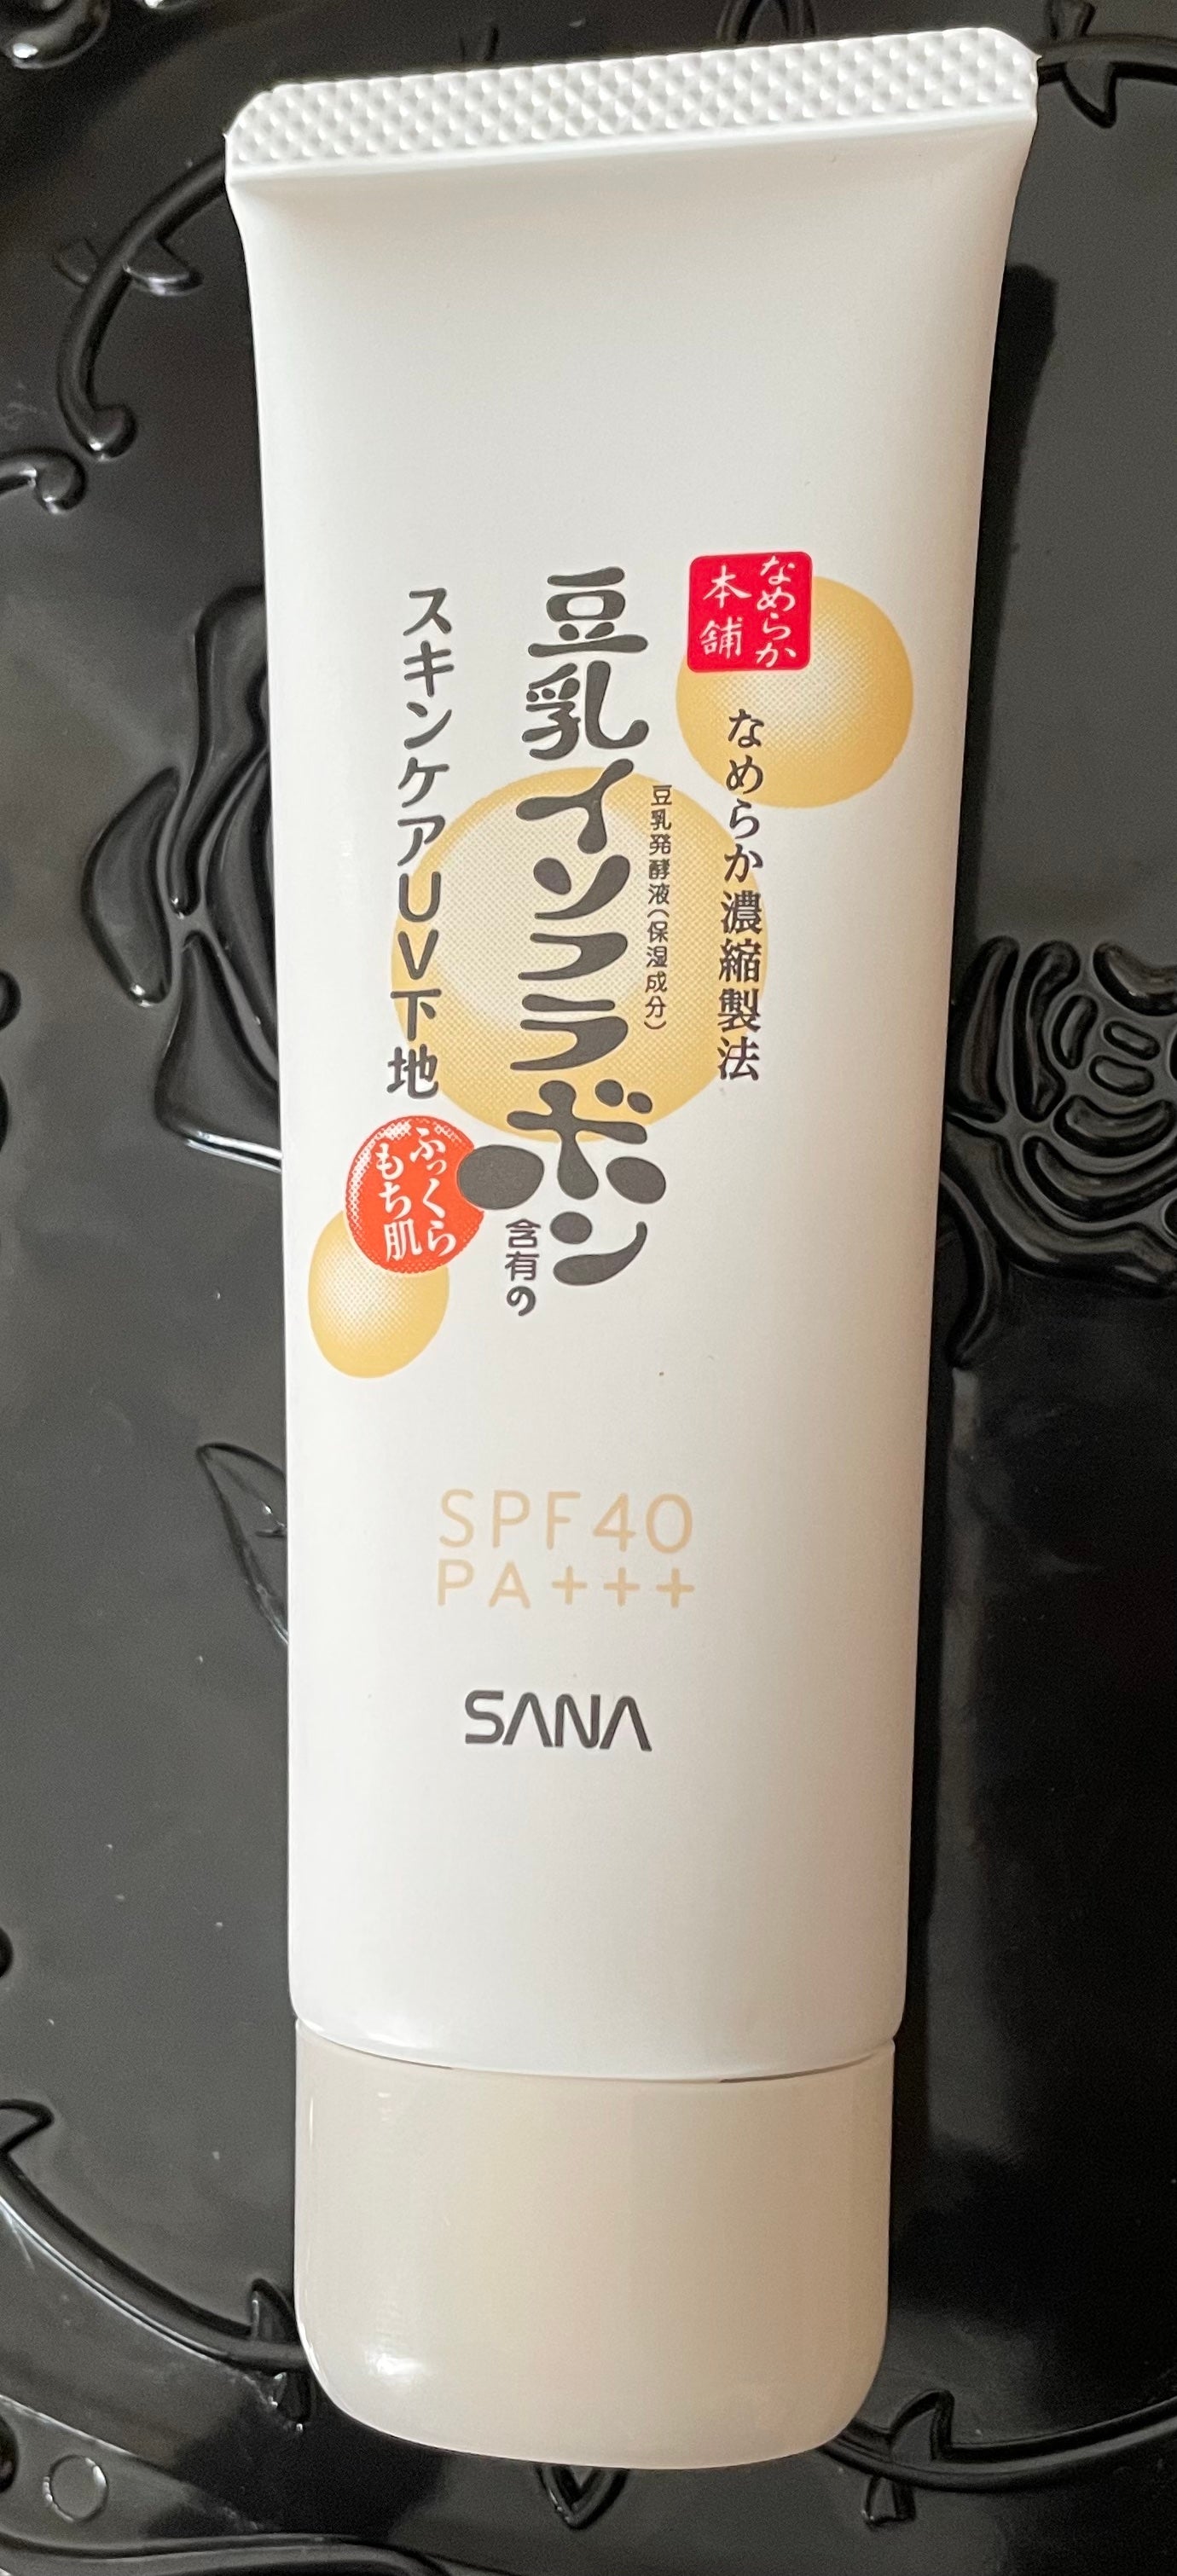 なめらか
本舗
なめらか濃縮製法
豆乳発酵液(保湿成分)
豆乳イソフラボン
含有の
スキンケアUV下地
ふっくら
もち肌
SPF40
PA+++
SANA